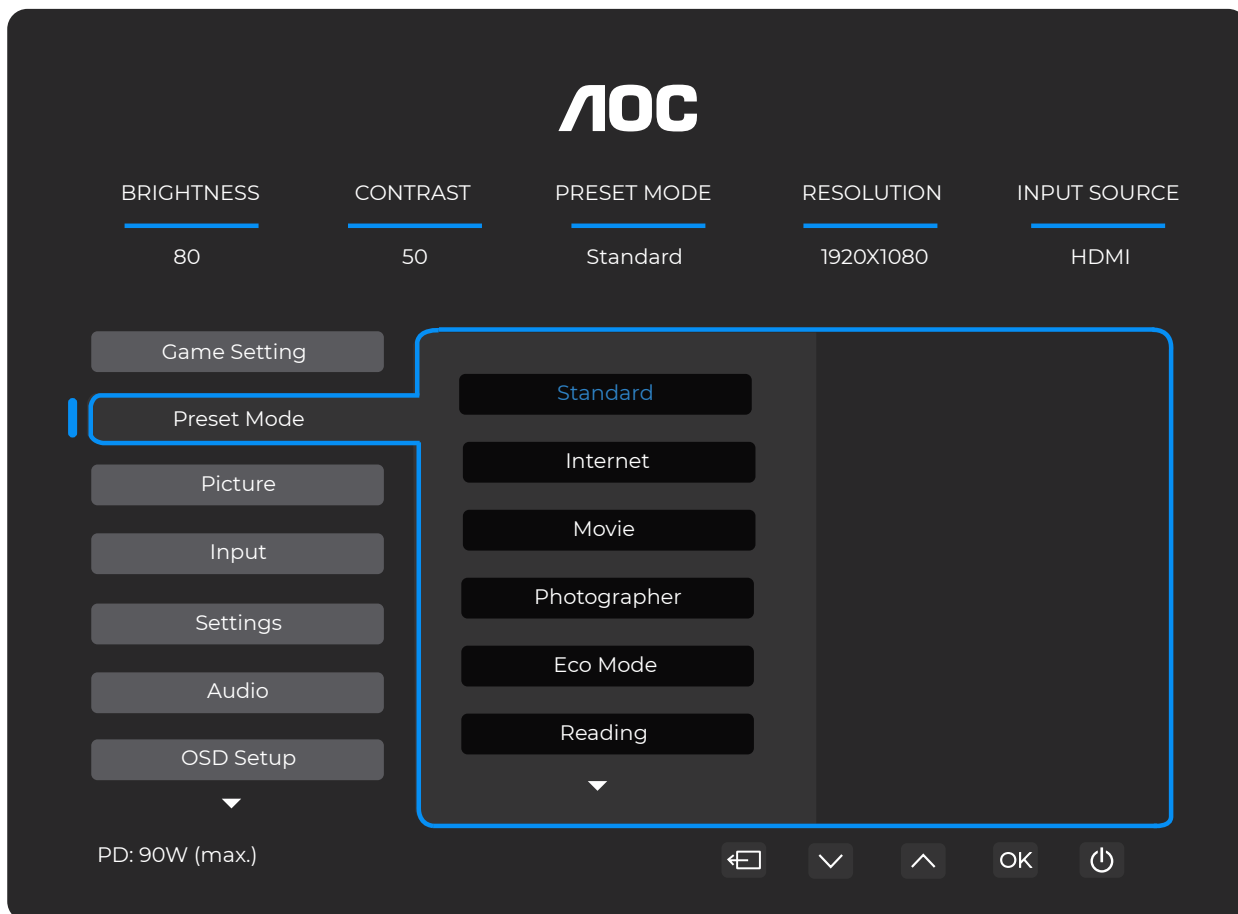 AOC
BRIGHTNESS CONTRAST PRESET MODE RESOLUTION INPUT SOURCE
80 50 Standard 1920X1080 HDMI
Game Setting
Preset Mode
Picture
Input
Settings
Audio
OSD Setup
Standard
Internet
Movie
Photographer
Eco Mode
Reading
PD: 90W (max.)
OK